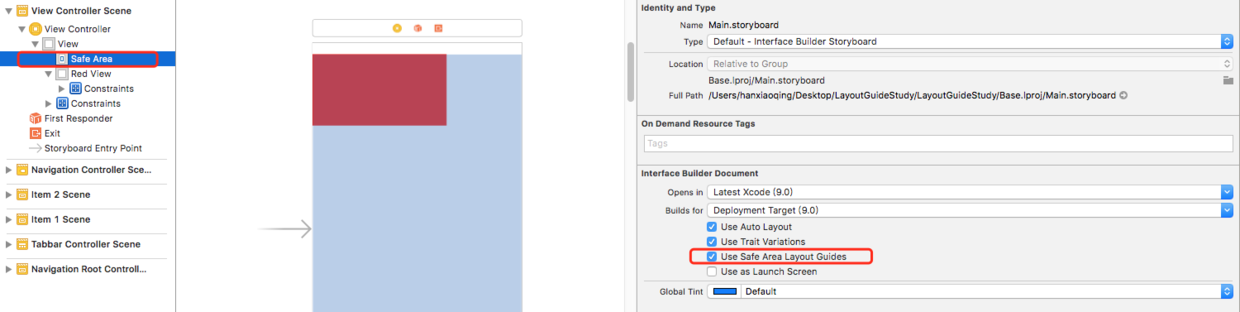 View Controller Scene
View Controller
View
Safe Area
Red View
Constraints
Constraints
First Responder
Exit
Storyboard Entry Point
Navigation Controller Sce...
Item 2 Scene
Item 1 Scene
Tabbar Controller Scene
Navigation Root Controll...
Identity and Type
Name Main.storyboard
Type Default - Interface Builder Storyboard
Location Relative to Group
Base.lproj/Main.storyboard
Full Path /Users/hanxiaoqing/Desktop/LayoutGuideStudy/LayoutGuideStudy/Base.lproj/Main.storyboard
On Demand Resource Tags
Tags
Interface Builder Document
Opens in Latest Xcode (9.0)
Builds for Deployment Target (9.0)
Use Auto Layout
Use Trait Variations
Use Safe Area Layout Guides
Use as Launch Screen
Global Tint Default